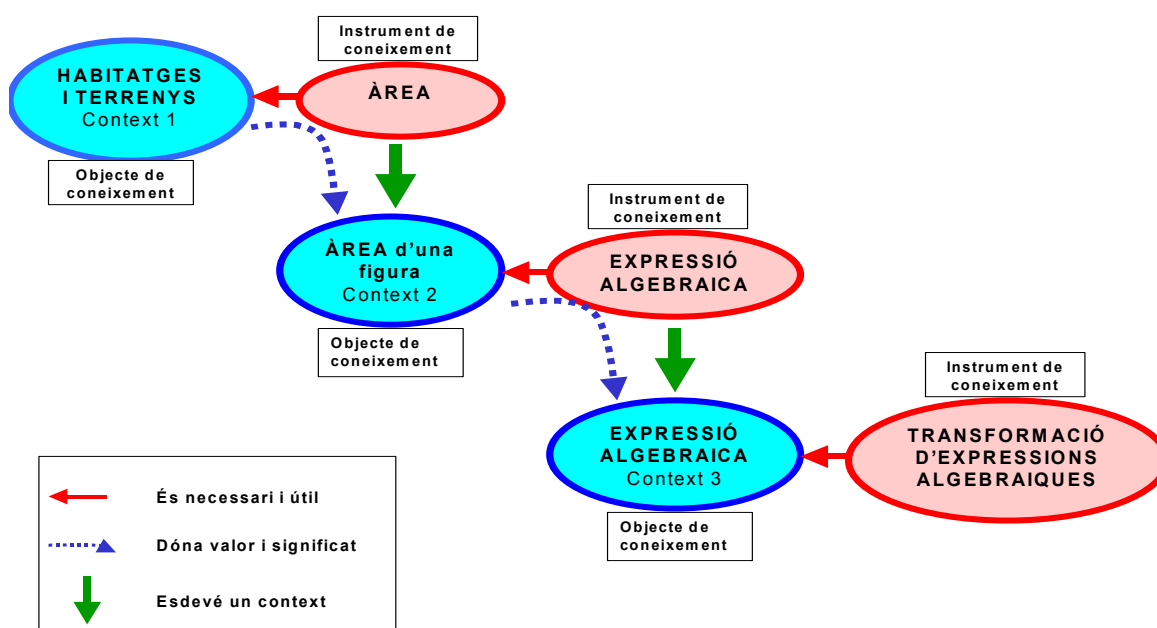 Instrument de
coneixement
HABITATGES
I TERRENYS
Context 1
ÀREA
Objecte de
coneixement
Instrument de
coneixement
ÀREA d'una
figura
Context 2
EXPRESSIÓ
ALGEBRAICA
Objecte de
coneixement
Instrument de
coneixement
EXPRESSIÓ
ALGEBRAICA
Context 3
TRANSFORMACIÓ
D'EXPRESSIONS
ALGEBRAIQUES
Objecte de
coneixement
És necessari i útil
Dóna valor i significat
Esdevé un context